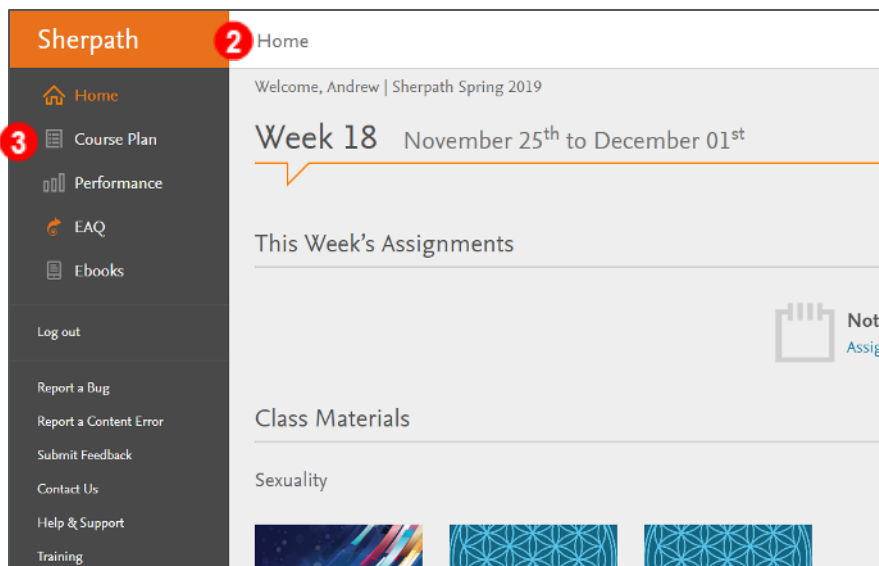 Sherpath
2 Home
Home
3 Course Plan
Performance
EAQ
Ebooks
Log out
Report a Bug
Report a Content Error
Submit Feedback
Contact Us
Help & Support
Training
Welcome, Andrew | Sherpath Spring 2019
Week 18 November 25th to December 01st
This Week's Assignments
Class Materials
Sexuality